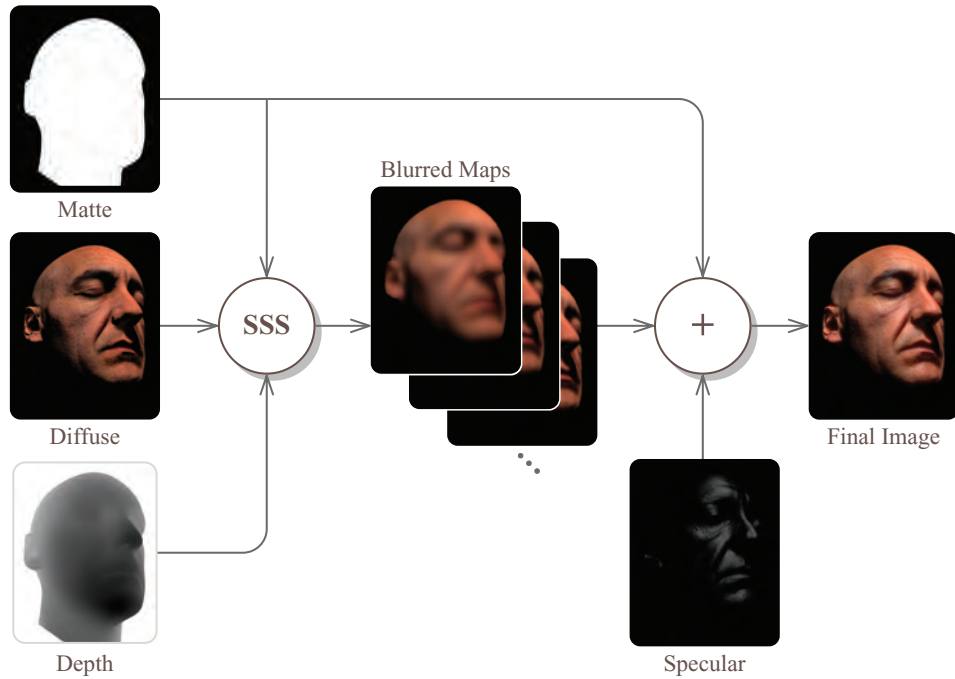 Matte
Blurred Maps
SSS
+
Diffuse
Final Image
Depth
Specular